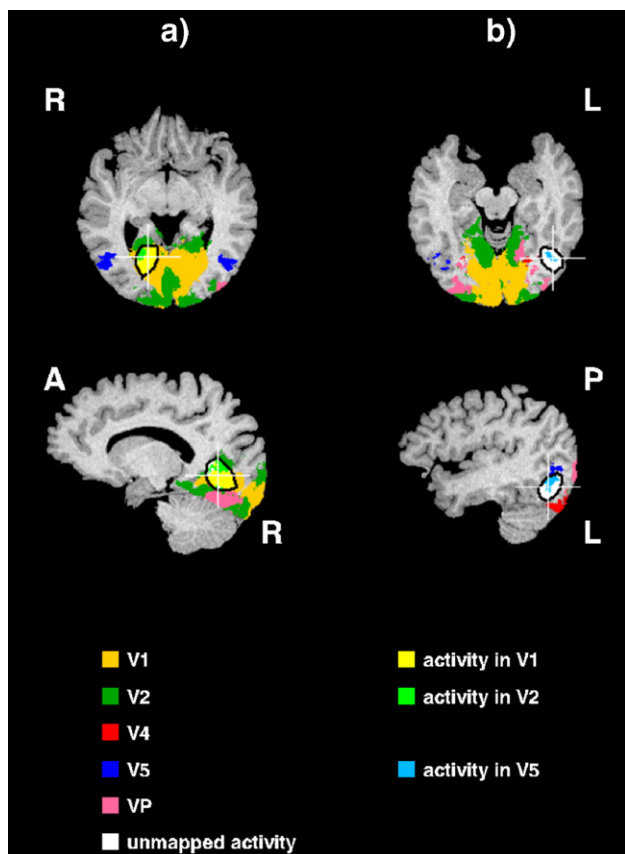 a) b)
R L
A P
R L
V1 activity in V1
V2 activity in V2
V4
V5 activity in V5
VP
unmapped activity